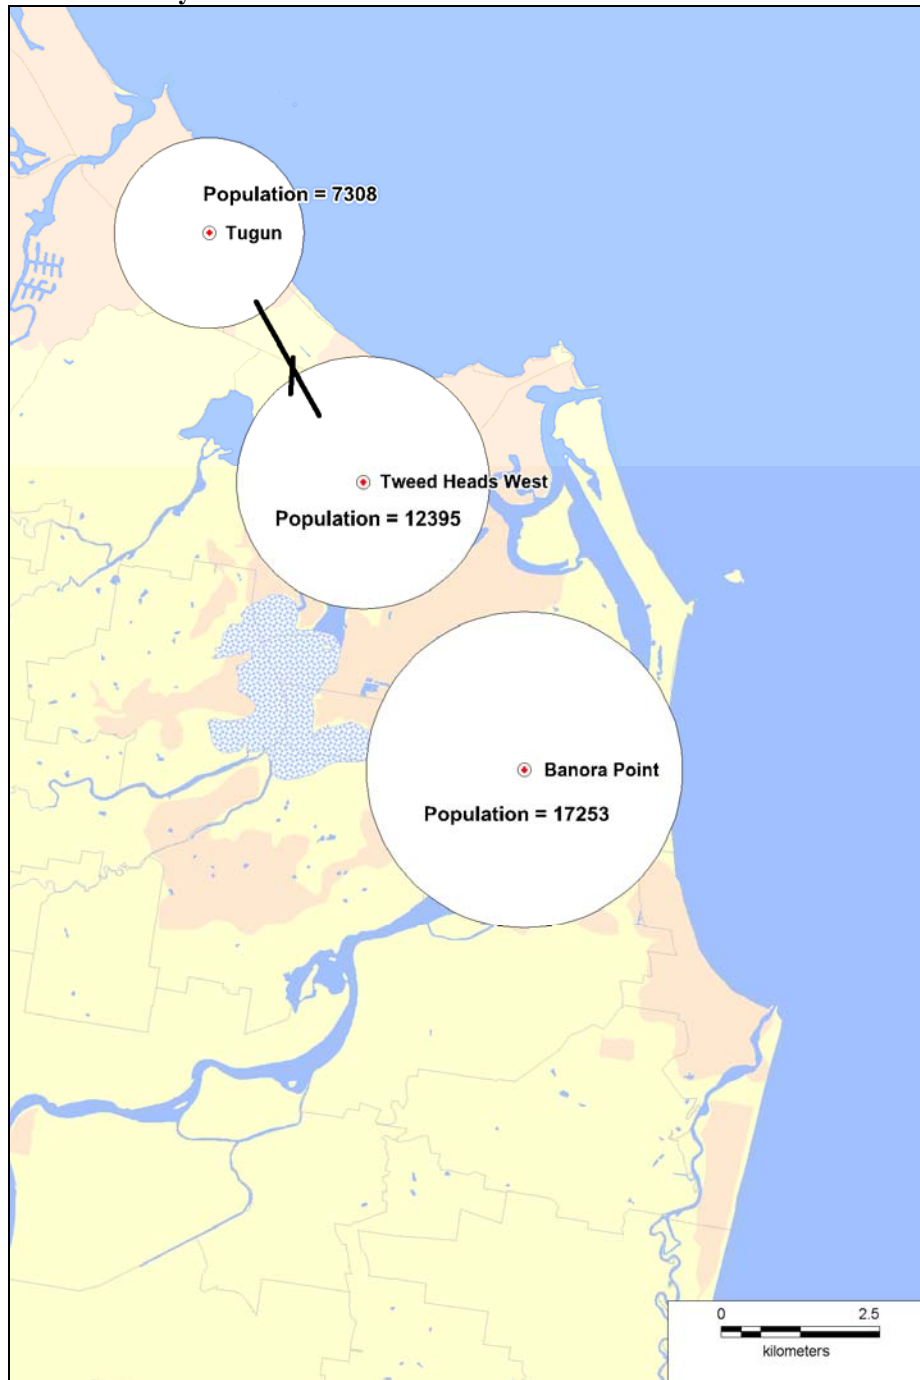 Population = 7308
Tugun
Tweed Heads West
Population = 12395
Banora Point
Population = 17253
0 2.5
kilometers